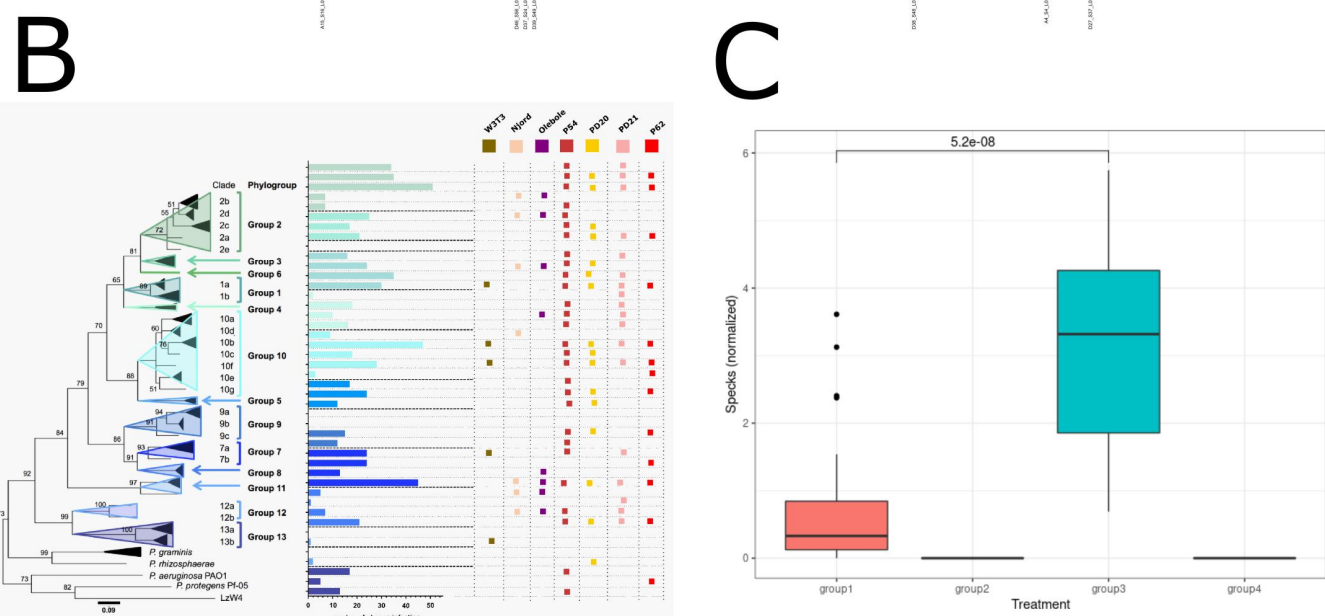 B
C
W3T3
Njord
Olebole
P54
PD20
PD21
P62
Clade
Phylogroup
2b
2d
2c
2a
2e
Group 2
Group 3
Group 6
1a
1b
Group 1
Group 4
10a
10d
10b
10c
10f
10e
10g
Group 10
Group 5
9a
9b
9c
Group 9
7a
7b
Group 7
Group 8
Group 11
12a
12b
Group 12
13a
13b
Group 13
P. graminis
P. rhizosphaerae
P. aeruginosa PAO1
P. protegens Pf-05
LzW4
51
55
72
81
65
89
70
60
76
88
51
79
94
91
84
86
93
91
92
97
100
99
100
99
73
82
0.09
0 10 20 30 40 50
5.2e-08
6
4
2
0
Specks (normalized)
group1 group2 group3 group4
Treatment